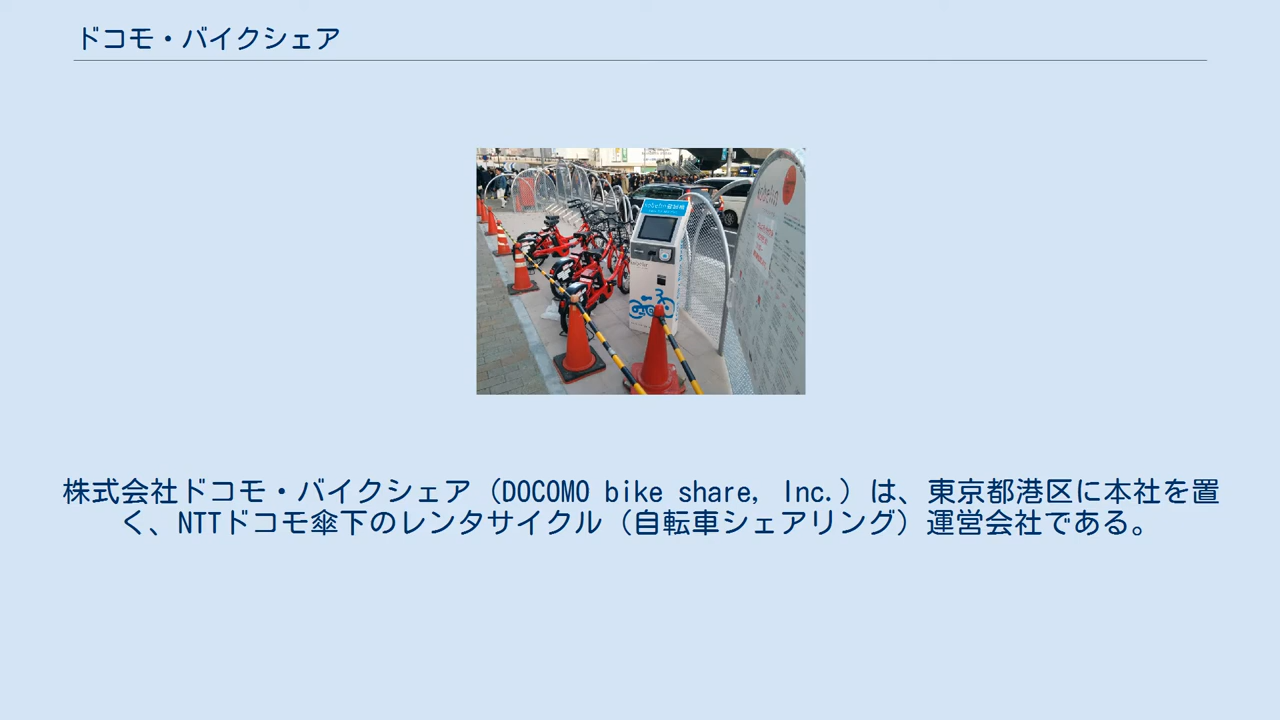 ドコモ・バイクシェア
株式会社ドコモ・バイクシェア（DOCOMO bike share, Inc.）は、東京都港区に本社を置
く、NTTドコモ傘下のレンタサイクル（自転車シェアリング）運営会社である。